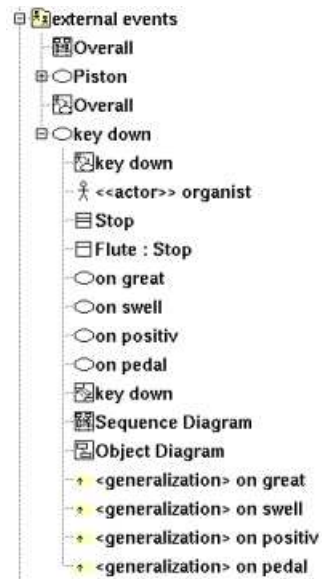 external events
Overall
Piston
Overall
key down
key down
<<actor>> organist
Stop
Flute : Stop
on great
on swell
on positiv
on pedal
key down
Sequence Diagram
Object Diagram
<generalization> on great
<generalization> on swell
<generalization> on positiv
<generalization> on pedal